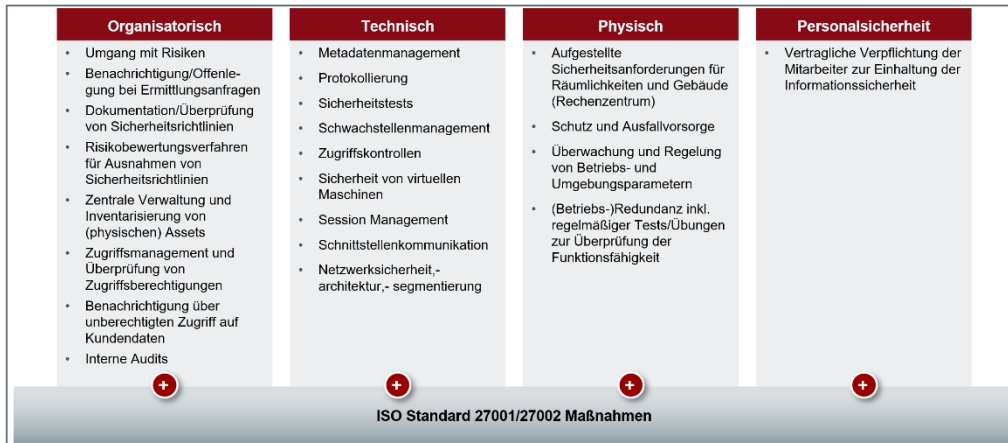 Organisatorisch
• Umgang mit Risiken
• Benachrichtigung/Offenle-
gung bei Ermittlungsanfragen
• Dokumentation/Überprüfung
von Sicherheitsrichtlinien
• Risikobewertungsverfahren
für Ausnahmen von
Sicherheitsrichtlinien
• Zentrale Verwaltung und
Inventarisierung von
(physischen) Assets
• Zugriffsmanagement und
Überprüfung von
Zugriffsberechtigungen
• Benachrichtigung über
unberechtigten Zugriff auf
Kundendaten
• Interne Audits
+
Technisch
• Metadatenmanagement
• Protokollierung
• Sicherheitstests
• Schwachstellenmanagement
• Zugriffskontrollen
• Sicherheit von virtuellen
Maschinen
• Session Management
• Schnittstellenkommunikation
• Netzwerksicherheit,-
architektur,- segmentierung
+
Physisch
• Aufgestellte
Sicherheitsanforderungen für
Räumlichkeiten und Gebäude
(Rechenzentrum)
• Schutz und Ausfallvorsorge
• Überwachung und Regelung
von Betriebs- und
Umgebungsparametern
• (Betriebs-)Redundanz inkl.
regelmäßiger Tests/Übungen
zur Überprüfung der
Funktionsfähigkeit
+
Personalsicherheit
• Vertragliche Verpflichtung der
Mitarbeiter zur Einhaltung der
Informationssicherheit
+
ISO Standard 27001/27002 Maßnahmen